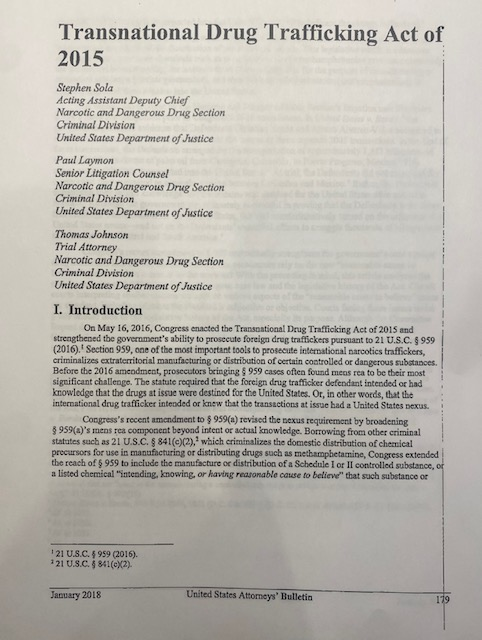 Transnational Drug Trafficking Act of
2015
Stephen Sola
Acting Assistant Deputy Chief
Narcotic and Dangerous Drug Section
Criminal Division
United States Department of Justice
Paul Laymon
Senior Litigation Counsel
Narcotic and Dangerous Drug Section
Criminal Division
United States Department of Justice
Thomas Johnson
Trial Attorney
Narcotic and Dangerous Drug Section
Criminal Division
United States Department of Justice
I. Introduction
On May 16, 2016, Congress enacted the Transnational Drug Trafficking Act of 2015 and
strengthened the government's ability to prosecute foreign drug traffickers pursuant to 21 U.S.C. § 959
(2016).¹ Section 959, one of the most important tools to prosecute international narcotics traffickers,
criminalizes extraterritorial manufacturing or distribution of certain controlled or dangerous substances.
Before the 2016 amendment, prosecutors bringing § 959 cases often found mens rea to be their most
significant challenge. The statute required that the foreign drug trafficker defendant intended or had
knowledge that the drugs at issue were destined for the United States. Or, in other words, that the
international drug trafficker intended or knew that the transactions at issue had a United States nexus.
Congress's recent amendment to § 959(a) revised the nexus requirement by broadening
§ 959(a)'s mens rea component beyond intent or actual knowledge. Borrowing from other criminal
statutes such as 21 U.S.C. § 841(c)(2),² which criminalizes the domestic distribution of chemical
precursors for use in manufacturing or distributing drugs such as methamphetamine, Congress extended
the reach of § 959 to include the manufacture or distribution of a Schedule I or II controlled substance, or
a listed chemical "intending, knowing, or having reasonable cause to believe" that such substance or
¹ 21 U.S.C. § 959 (2016).
² 21 U.S.C. § 841(c)(2).
January 2018 United States Attorneys' Bulletin 179